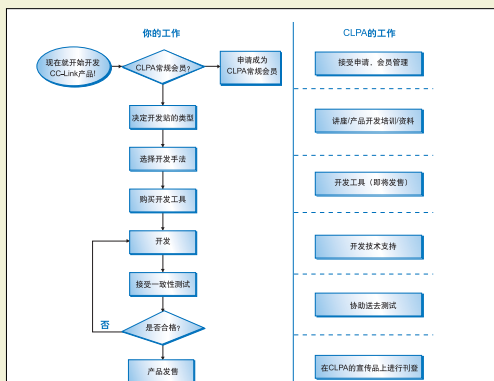 你的工作
CLPA的工作
现在就开始开发
CC-Link产品!
CLPA常规会员?
申请成为
CLPA常规会员
接受申请、会员管理
决定开发站的类型
讲座/产品开发培训/资料
选择开发手法
购买开发工具
开发工具（即将发售）
开发
开发技术支持
接受一致性测试
协助送去测试
否
是否合格?
产品发售
在CLPA的宣传品上进行刊登